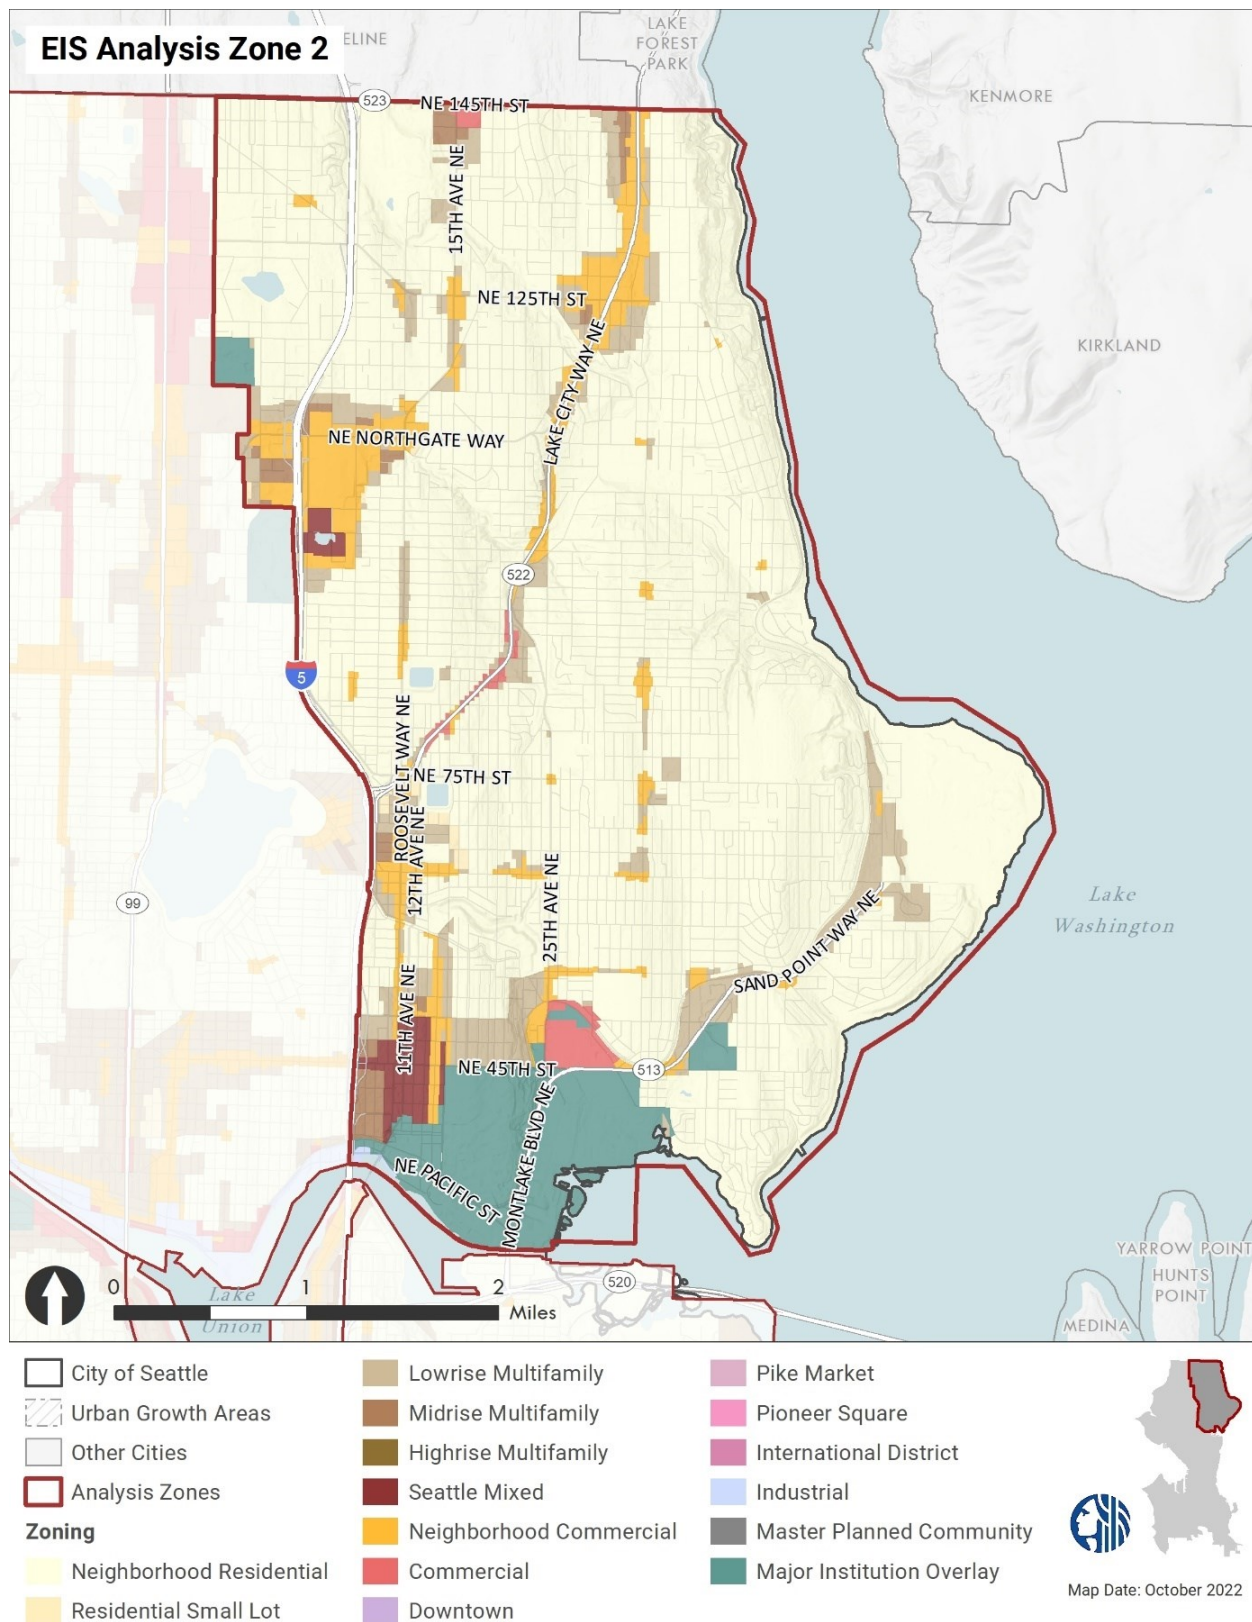 EIS Analysis Zone 2
ELINE
LAKE
FOREST
PARK
KENMORE
523
NE 145TH ST
15TH AVE NE
NE 125TH ST
KIRKLAND
LAKE CITY WAY NE
NE NORTHGATE WAY
522
5
ROOSEVELT WAY NE
NE 75TH ST
12TH AVE NE
99
25TH AVE NE
Lake
Washington
SAND POINT WAY NE
11TH AVE NE
NE 45TH ST
513
MONTLAKE BLVD NE
NE PACIFIC ST
YARROW POINT
HUNTS
POINT
520
MEDINA
Lake
Union
0 1 2
Miles
City of Seattle
Urban Growth Areas
Other Cities
Analysis Zones
Zoning
Neighborhood Residential
Residential Small Lot
Lowrise Multifamily
Midrise Multifamily
Highrise Multifamily
Seattle Mixed
Neighborhood Commercial
Commercial
Downtown
Pike Market
Pioneer Square
International District
Industrial
Master Planned Community
Major Institution Overlay
Map Date: October 2022